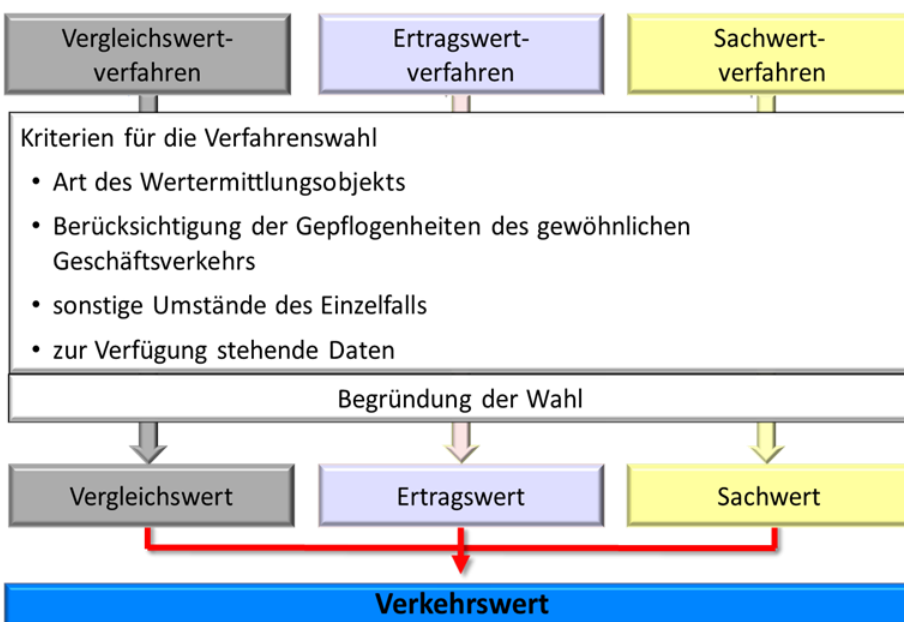 Vergleichswert-
verfahren
Ertragswert-
verfahren
Sachwert-
verfahren
Kriterien für die Verfahrenswahl
• Art des Wertermittlungsobjekts
• Berücksichtigung der Gepflogenheiten des gewöhnlichen
Geschäftsverkehrs
• sonstige Umstände des Einzelfalls
• zur Verfügung stehende Daten
Begründung der Wahl
Vergleichswert
Ertragswert
Sachwert
Verkehrswert